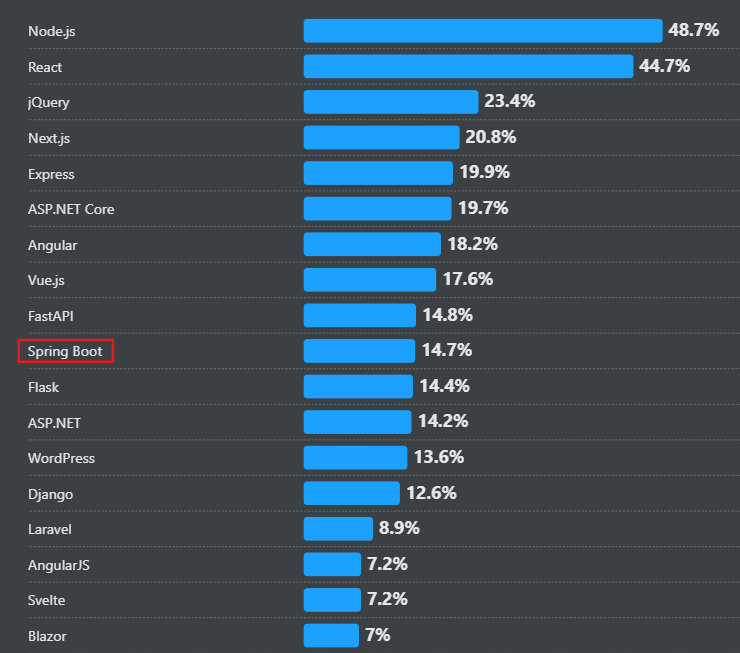 Node.js 48.7%
React 44.7%
jQuery 23.4%
Next.js 20.8%
Express 19.9%
ASP.NET Core 19.7%
Angular 18.2%
Vue.js 17.6%
FastAPI 14.8%
Spring Boot 14.7%
Flask 14.4%
ASP.NET 14.2%
WordPress 13.6%
Django 12.6%
Laravel 8.9%
AngularJS 7.2%
Svelte 7.2%
Blazor 7%